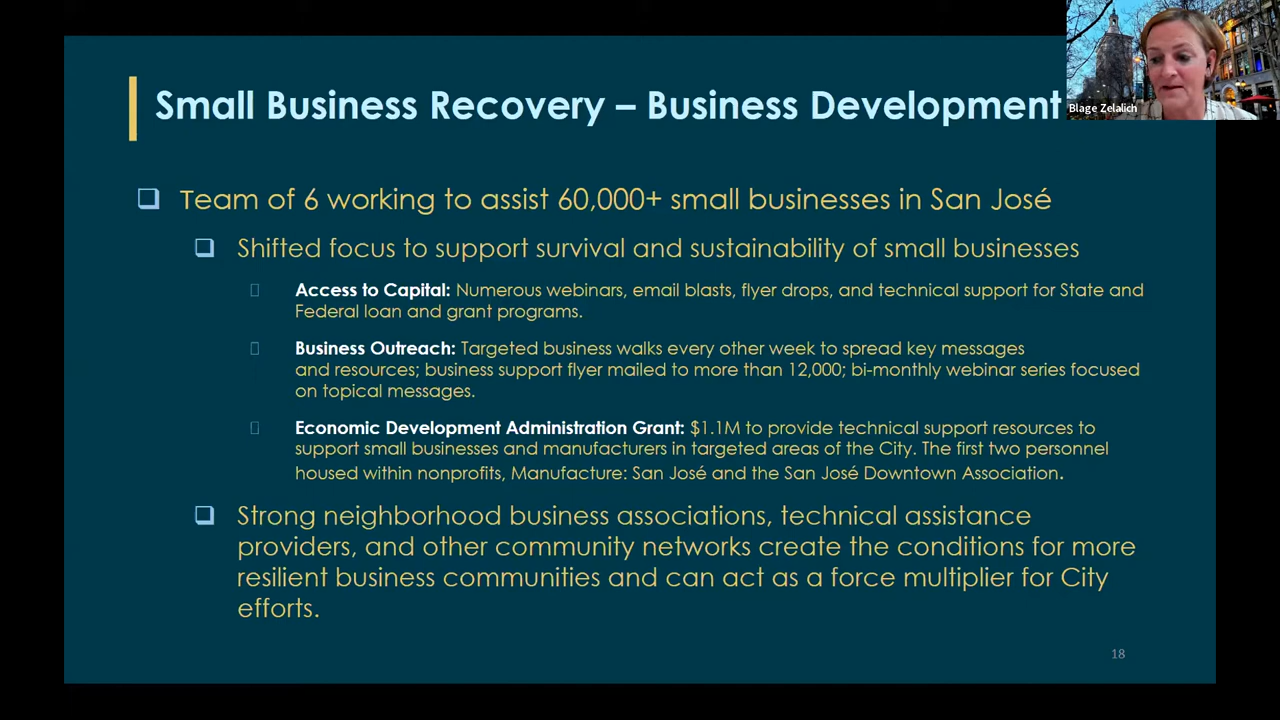 Small Business Recovery – Business Development
Blage Zelalich
Team of 6 working to assist 60,000+ small businesses in San José
Shifted focus to support survival and sustainability of small businesses
Access to Capital: Numerous webinars, email blasts, flyer drops, and technical support for State and
Federal loan and grant programs.
Business Outreach: Targeted business walks every other week to spread key messages
and resources; business support flyer mailed to more than 12,000; bi-monthly webinar series focused
on topical messages.
Economic Development Administration Grant: $1.1M to provide technical support resources to
support small businesses and manufacturers in targeted areas of the City. The first two personnel
housed within nonprofits, Manufacture: San José and the San José Downtown Association.
Strong neighborhood business associations, technical assistance
providers, and other community networks create the conditions for more
resilient business communities and can act as a force multiplier for City
efforts.
18